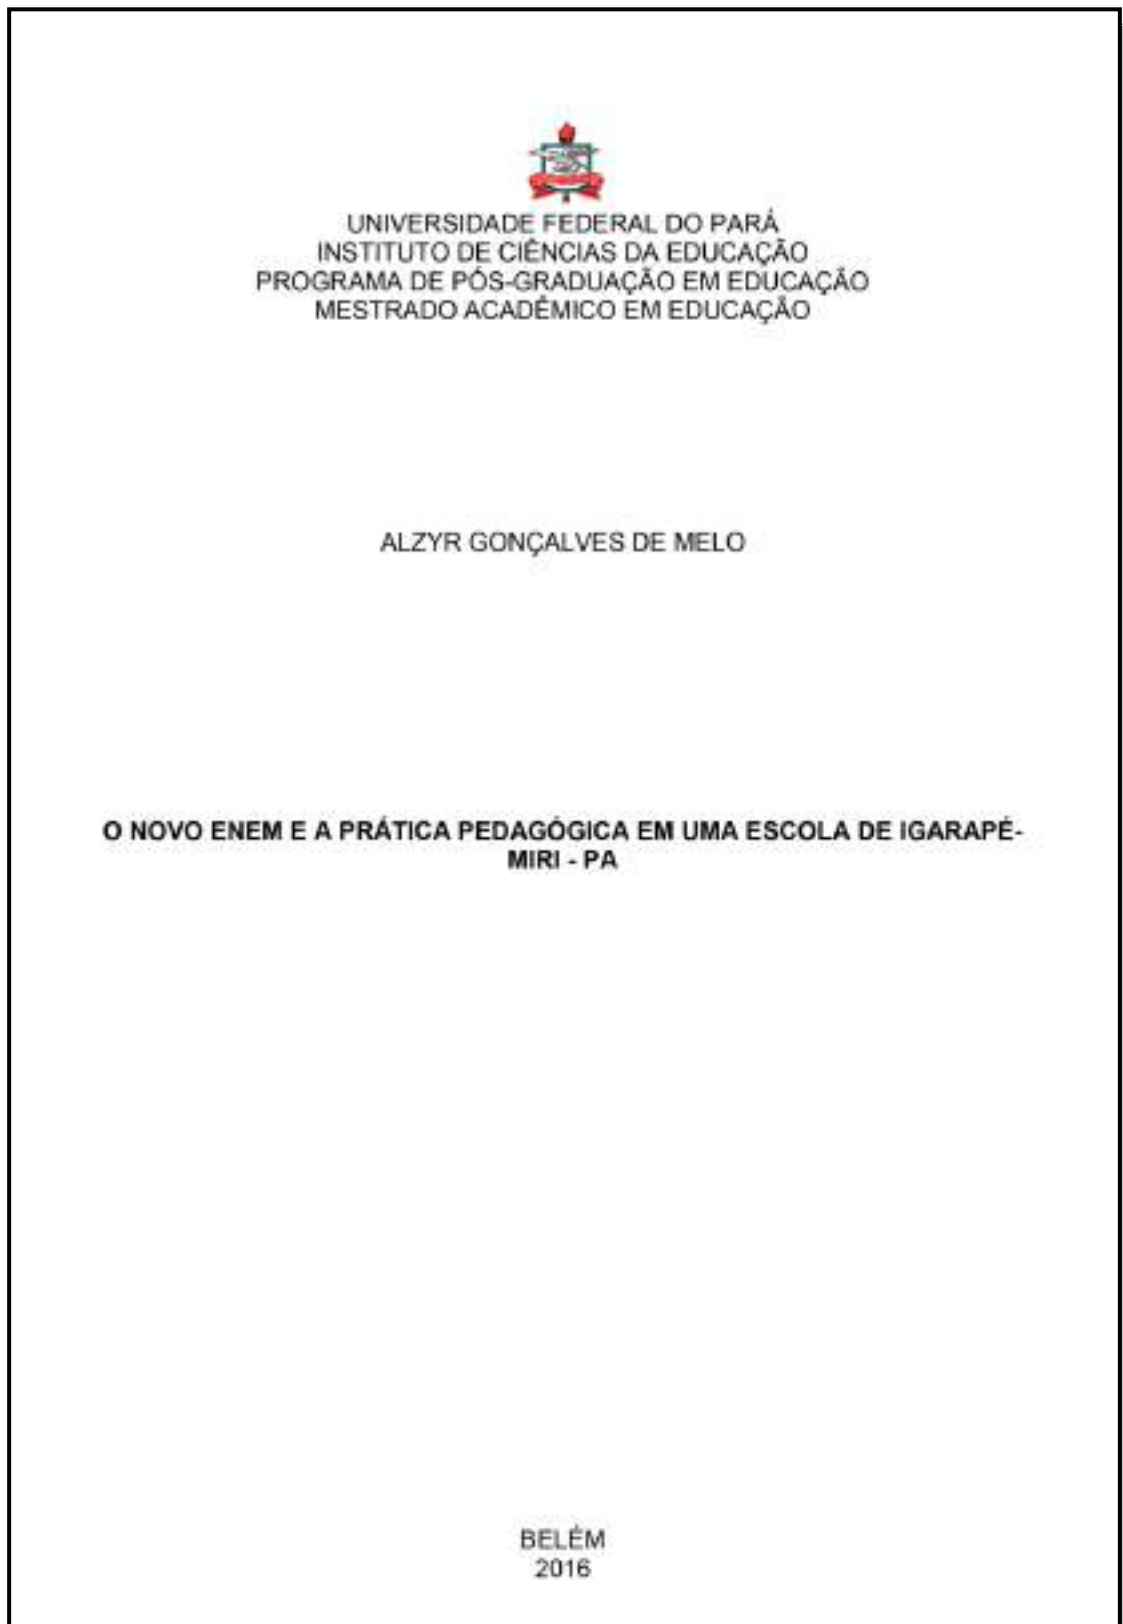 UNIVERSIDADE FEDERAL DO PARÁ
INSTITUTO DE CIÊNCIAS DA EDUCAÇÃO
PROGRAMA DE PÓS-GRADUAÇÃO EM EDUCAÇÃO
MESTRADO ACADÊMICO EM EDUCAÇÃO
ALZYR GONÇALVES DE MELO
O NOVO ENEM E A PRÁTICA PEDAGÓGICA EM UMA ESCOLA DE IGARAPÉ-
MIRI - PA
BELÉM
2016